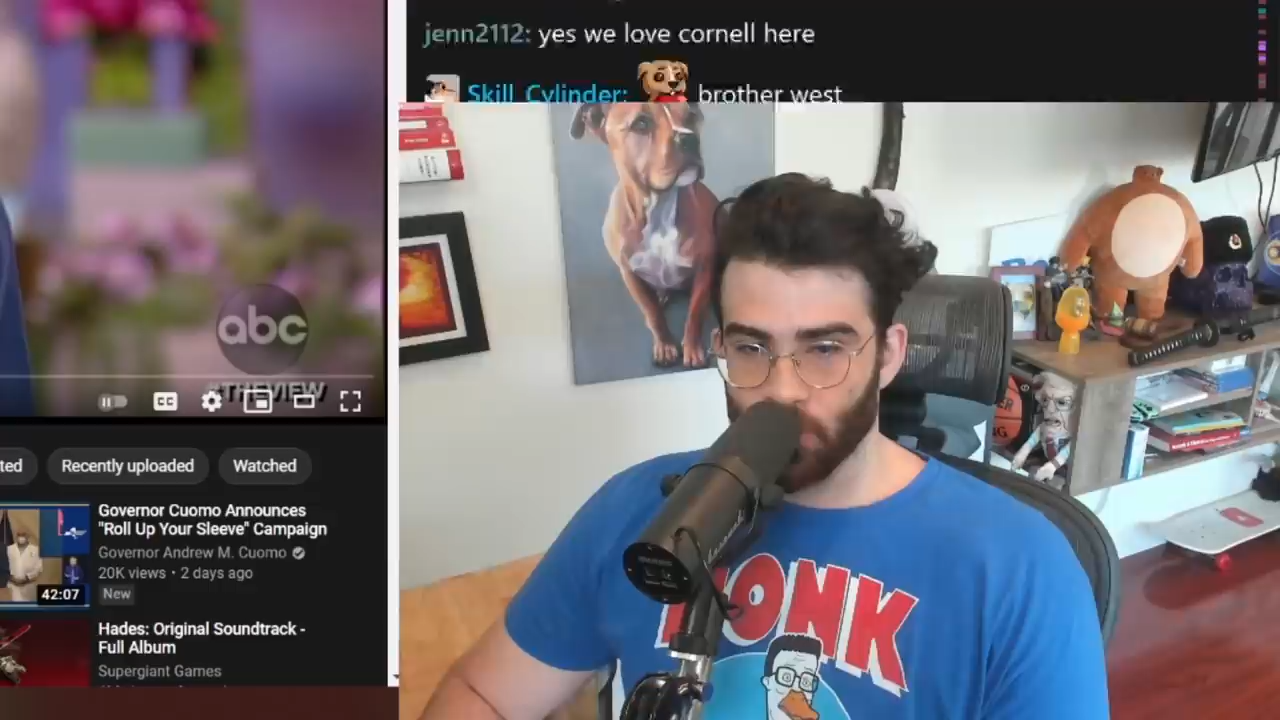 jenn2112: yes we love cornell here
Skill_Cylinder: brother west
abc
#THEVIEW
CC
ted
Recently uploaded
Watched
Governor Cuomo Announces
"Roll Up Your Sleeve" Campaign
Governor Andrew M. Cuomo
20K views • 2 days ago
New
42:07
Hades: Original Soundtrack -
Full Album
Supergiant Games
HONK